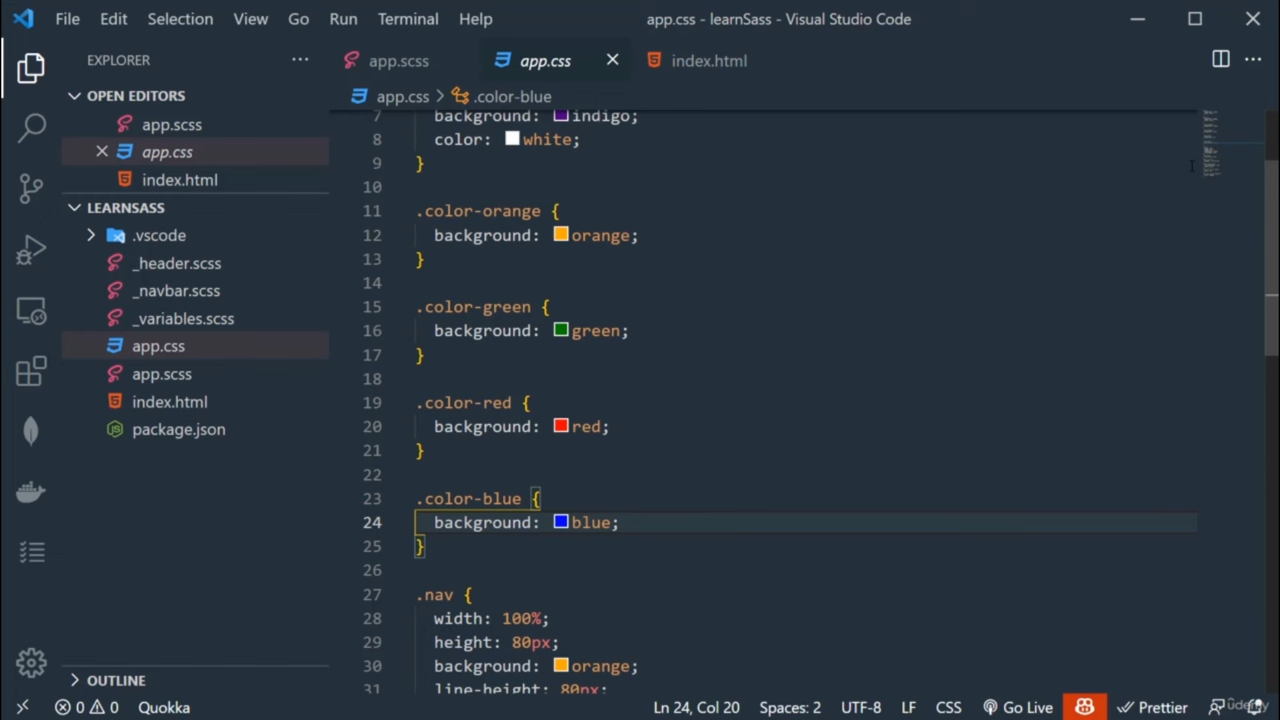 File Edit Selection View Go Run Terminal Help app.css - learnSass - Visual Studio Code
EXPLORER
OPEN EDITORS
app.scss
app.css
index.html
LEARNSASS
.vscode
_header.scss
_navbar.scss
_variables.scss
app.css
app.scss
index.html
package.json
OUTLINE
app.scss app.css index.html
app.css > .color-blue
7 background: indigo;
8 color: white;
9 }
10
11 .color-orange {
12 background: orange;
13 }
14
15 .color-green {
16 background: green;
17 }
18
19 .color-red {
20 background: red;
21 }
22
23 .color-blue {
24 background: blue;
25 }
26
27 .nav {
28 width: 100%;
29 height: 80px;
30 background: orange;
31 line-height: 80px;
0 0 Quokka Ln 24, Col 20 Spaces: 2 UTF-8 LF CSS Go Live Prettier
udemy